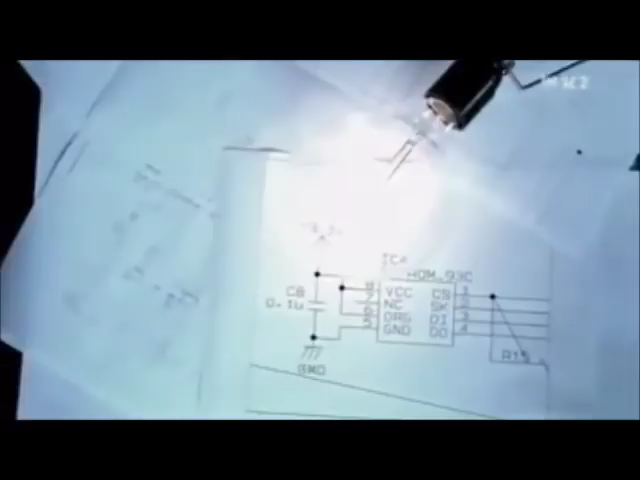 IC4
ROM_93C
C8
0.1u
8 VCC CS 1
7 NC SK 2
6 ORG DI 3
5 GND DO 4
R15
GND